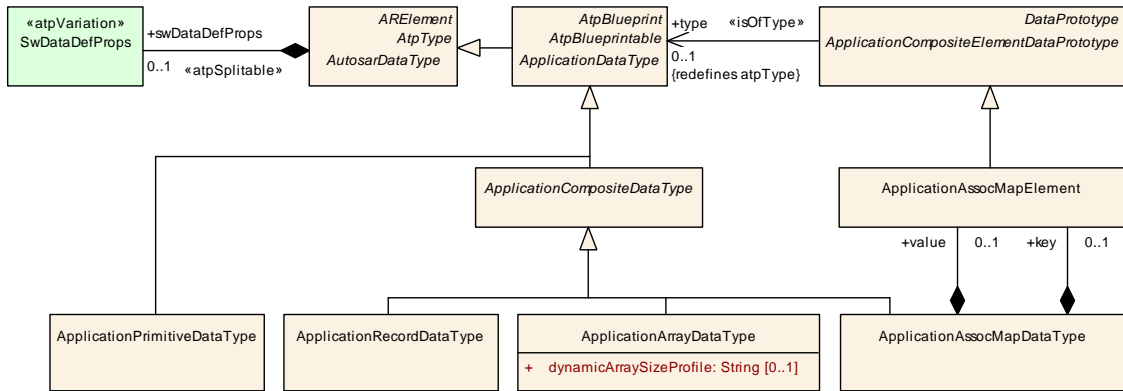 «atpVariation»
SwDataDefProps
+swDataDefProps
0..1
«atpSplitable»
ARElement
AtpType
AutosarDataType
AtpBlueprint
AtpBlueprintable
ApplicationDataType
+type
«isOfType»
0..1
{redefines atpType}
DataPrototype
ApplicationCompositeElementDataPrototype
ApplicationCompositeDataType
ApplicationAssocMapElement
+value
0..1
+key
0..1
ApplicationPrimitiveDataType
ApplicationRecordDataType
ApplicationArrayDataType
+ dynamicArraySizeProfile: String [0..1]
ApplicationAssocMapDataType